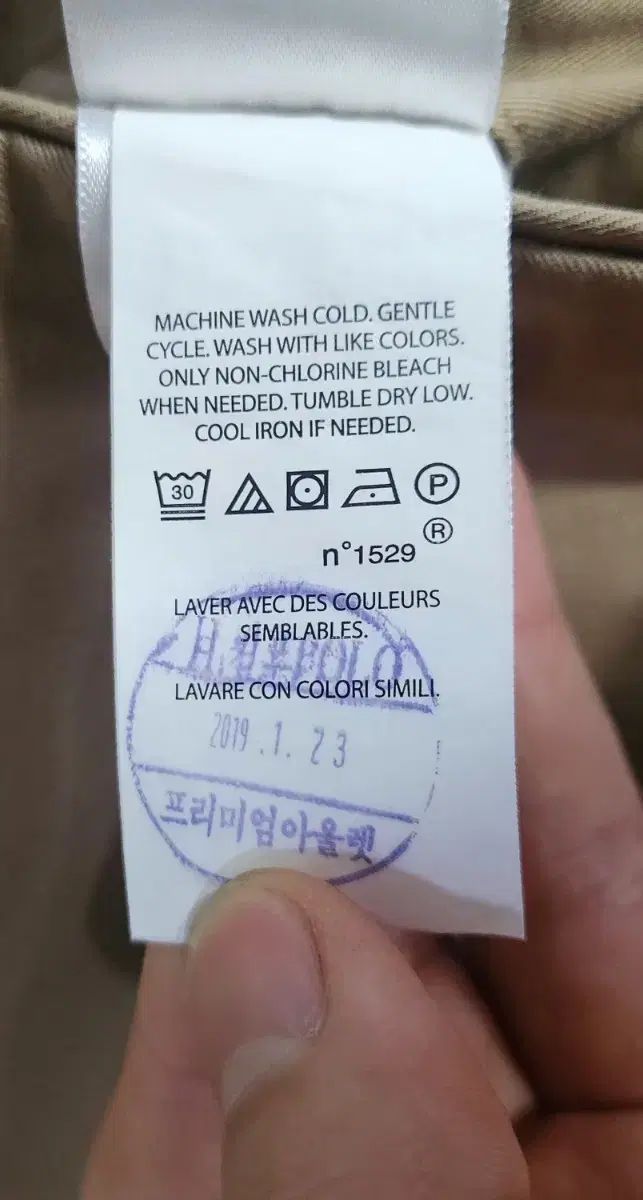 MACHINE WASH COLD. GENTLE
CYCLE. WASH WITH LIKE COLORS.
ONLY NON-CHLORINE BLEACH
WHEN NEEDED. TUMBLE DRY LOW.
COOL IRON IF NEEDED.
30 P
®
n°1529
LAVER AVEC DES COULEURS
SEMBLABLES.
LAVARE CON COLORI SIMILI.
2019.1.23
프리미엄아울렛